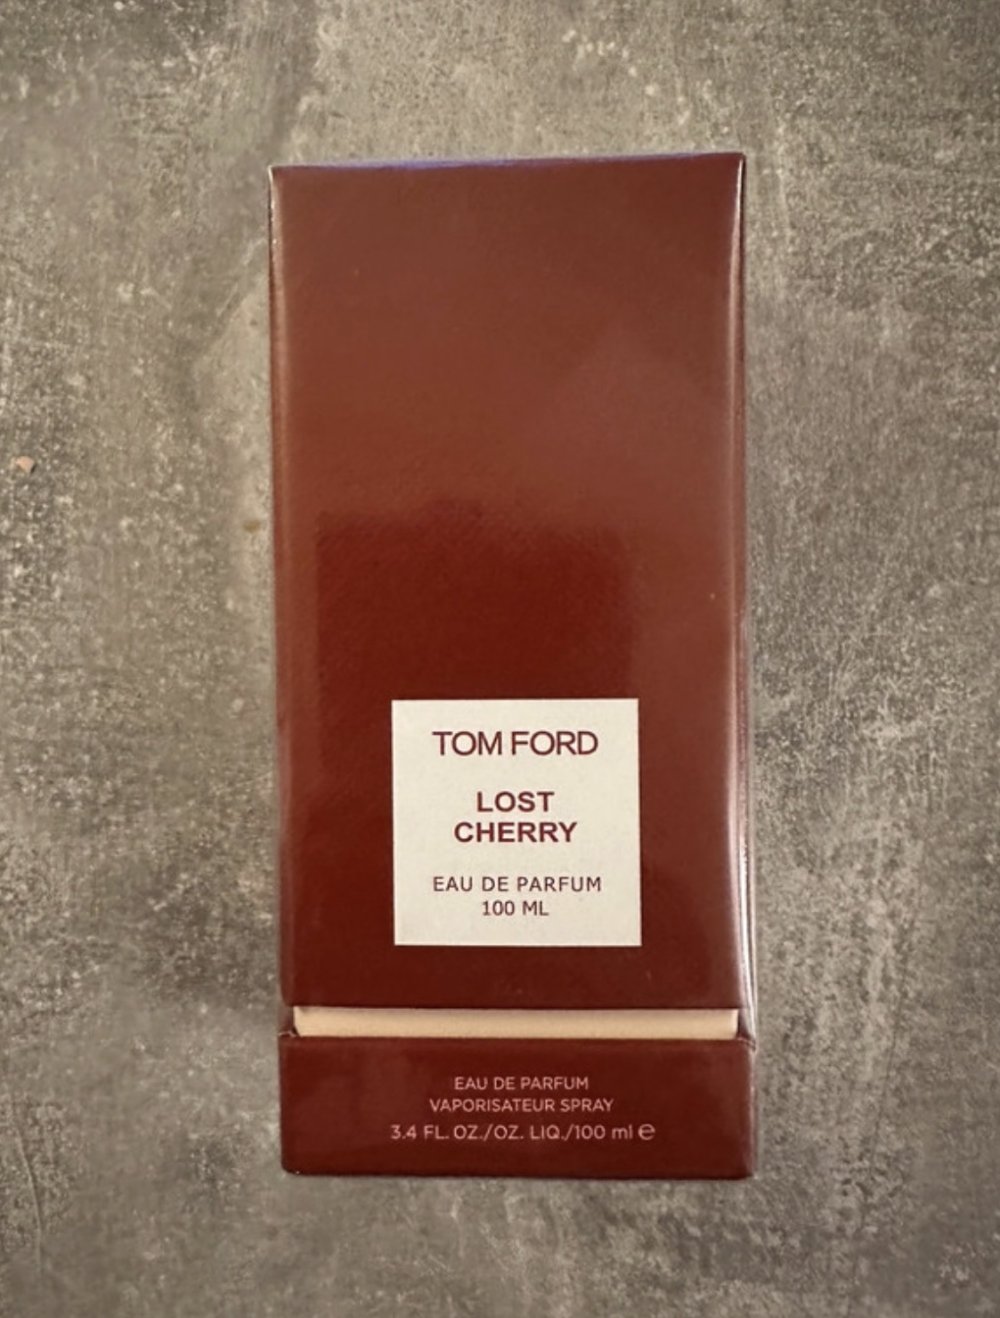 TOM FORD
LOST
CHERRY
EAU DE PARFUM
100 ML
EAU DE PARFUM
VAPORISATEUR SPRAY
3.4 FL. OZ./OZ. LIQ./100 ml ℮